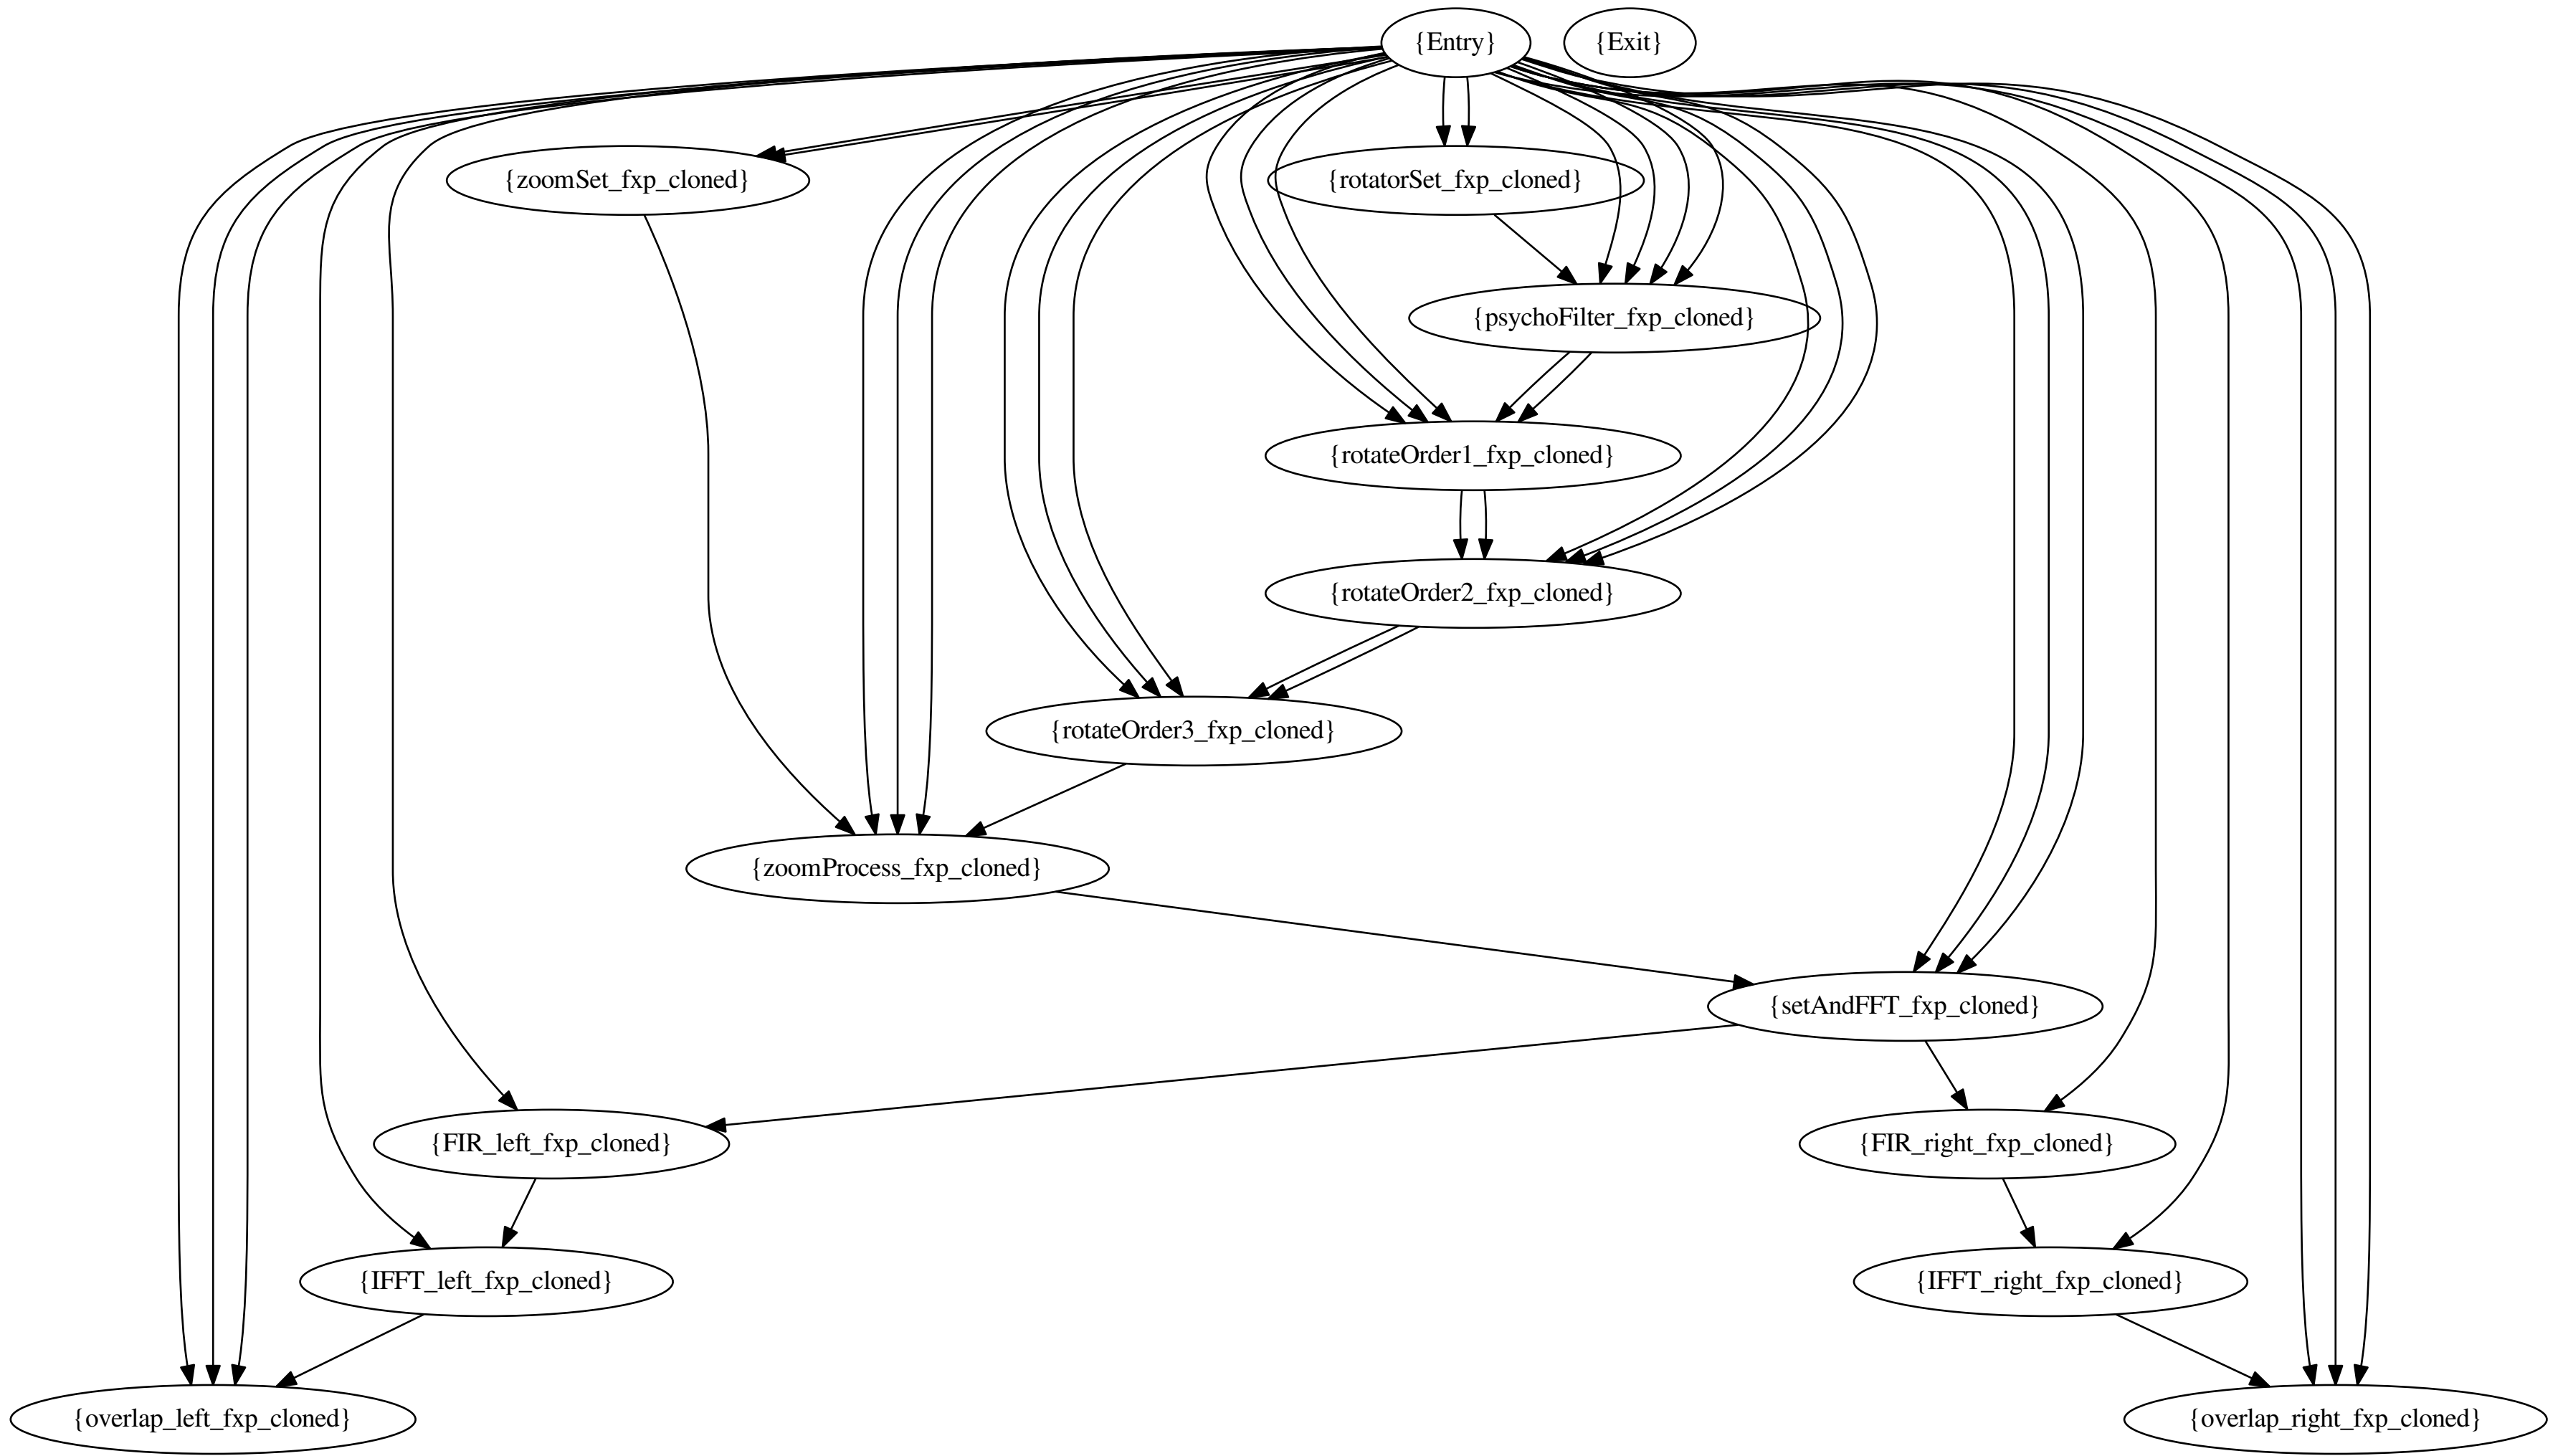 {Entry}
{Exit}
{zoomSet_fxp_cloned}
{rotatorSet_fxp_cloned}
{psychoFilter_fxp_cloned}
{rotateOrder1_fxp_cloned}
{rotateOrder2_fxp_cloned}
{rotateOrder3_fxp_cloned}
{zoomProcess_fxp_cloned}
{setAndFFT_fxp_cloned}
{FIR_left_fxp_cloned}
{FIR_right_fxp_cloned}
{IFFT_left_fxp_cloned}
{IFFT_right_fxp_cloned}
{overlap_left_fxp_cloned}
{overlap_right_fxp_cloned}